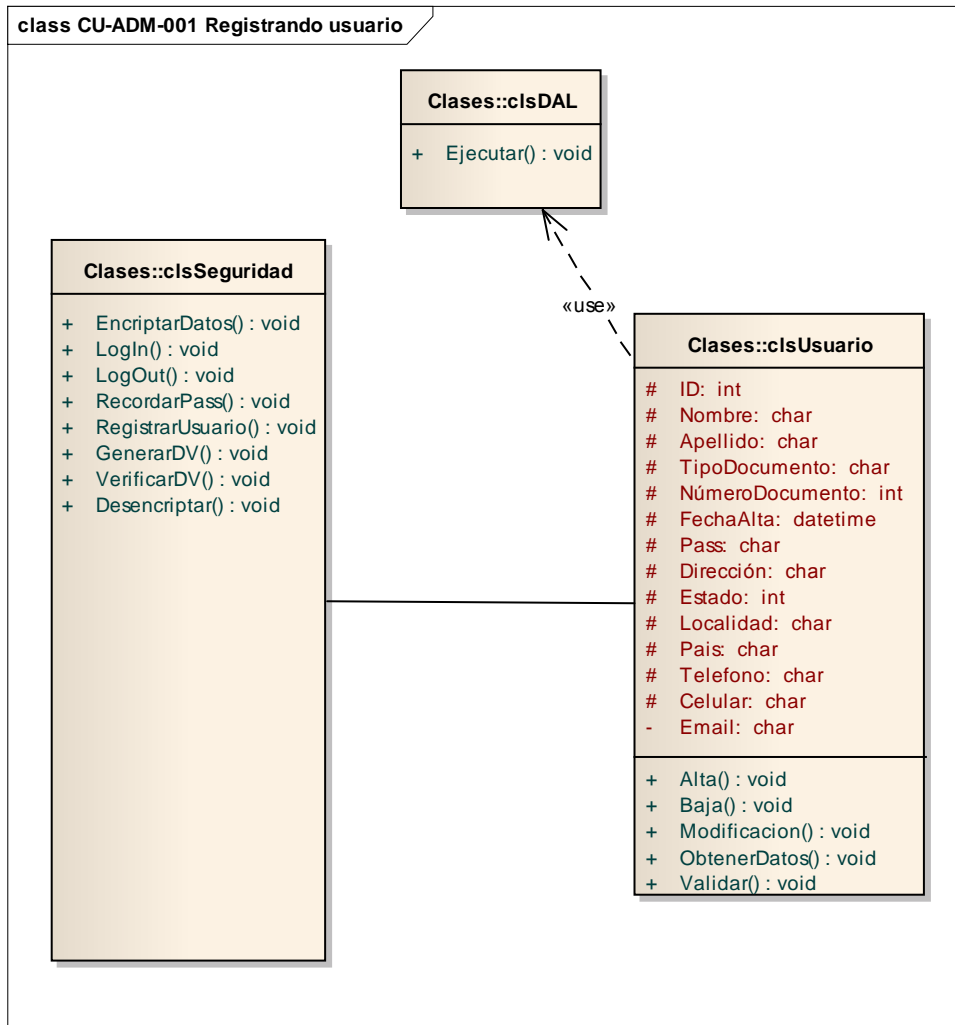 class CU-ADM-001 Registrando usuario
Clases::clsDAL
+ Ejecutar() : void
Clases::clsSeguridad
+ EncriptarDatos() : void
+ LogIn() : void
+ LogOut() : void
+ RecordarPass() : void
+ RegistrarUsuario() : void
+ GenerarDV() : void
+ VerificarDV() : void
+ Desencriptar() : void
«use»
Clases::clsUsuario
# ID: int
# Nombre: char
# Apellido: char
# TipoDocumento: char
# NúmeroDocumento: int
# FechaAlta: datetime
# Pass: char
# Dirección: char
# Estado: int
# Localidad: char
# Pais: char
# Telefono: char
# Celular: char
- Email: char
+ Alta() : void
+ Baja() : void
+ Modificacion() : void
+ ObtenerDatos() : void
+ Validar() : void